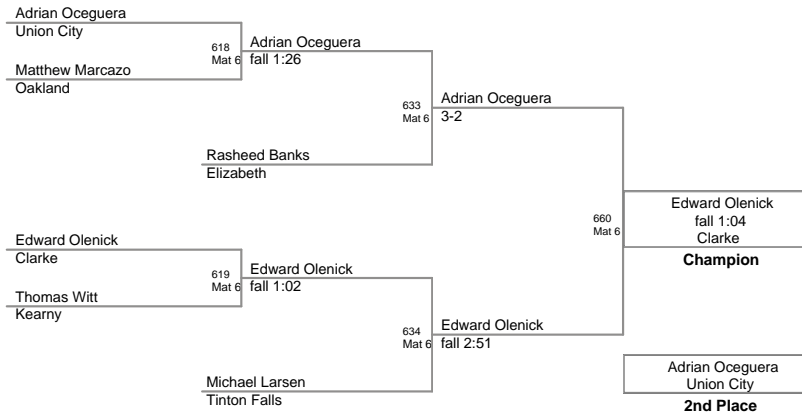 Adrian Oceguera
Union City
618
Mat 6
Adrian Oceguera
fall 1:26
Matthew Marcazo
Oakland
633
Mat 6
Adrian Oceguera
3-2
Rasheed Banks
Elizabeth
660
Mat 6
Edward Olenick
fall 1:04
Clarke
Champion
Edward Olenick
Clarke
619
Mat 6
Edward Olenick
fall 1:02
Thomas Witt
Kearny
634
Mat 6
Edward Olenick
fall 2:51
Michael Larsen
Tinton Falls
Adrian Oceguera
Union City
2nd Place